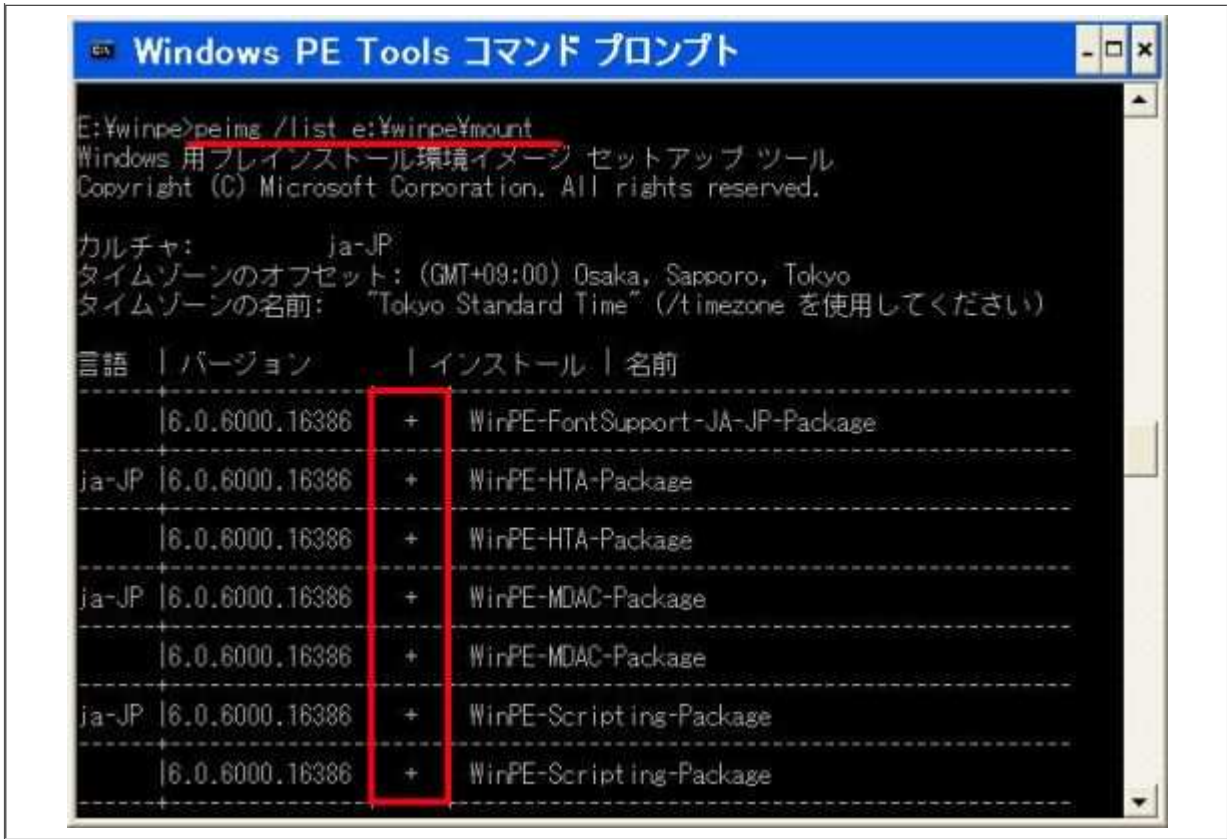 Windows PE Tools コマンド プロンプト
E:¥winpe>peimg /list e:¥winpe¥mount
Windows 用プレインストール環境イメージ セットアップ ツール
Copyright (C) Microsoft Corporation. All rights reserved.
カルチャ: ja-JP
タイムゾーンのオフセット: (GMT+09:00) Osaka, Sapporo, Tokyo
タイムゾーンの名前: "Tokyo Standard Time" (/timezone を使用してください)
言語 | バージョン | インストール | 名前
|6.0.6000.16386 + WinPE-FontSupport-JA-JP-Package
ja-JP |6.0.6000.16386 + WinPE-HTA-Package
|6.0.6000.16386 + WinPE-HTA-Package
ja-JP |6.0.6000.16386 + WinPE-MDAC-Package
|6.0.6000.16386 + WinPE-MDAC-Package
ja-JP |6.0.6000.16386 + WinPE-Scripting-Package
|6.0.6000.16386 + WinPE-Scripting-Package